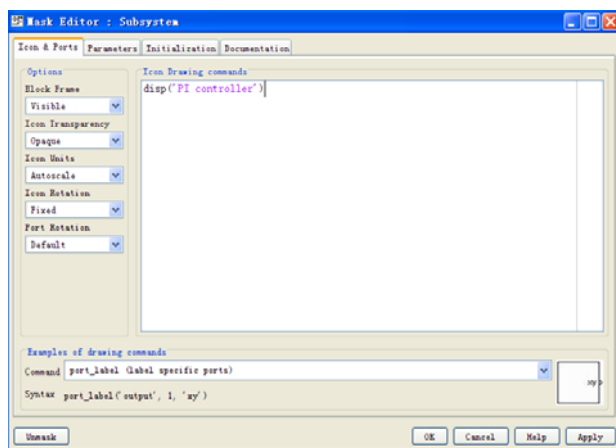 Mask Editor : Subsystem
Icon & Ports Parameters Initialization Documentation
Options
Block Frame
Visible
Icon Transparency
Opaque
Icon Units
Autoscale
Icon Rotation
Fixed
Port Rotation
Default
Icon Drawing commands
disp('PI controller')
Examples of drawing commands
Command port_label (label specific ports)
Syntax port_label('output', 1, 'xy')
xy
Unmask OK Cancel Help Apply